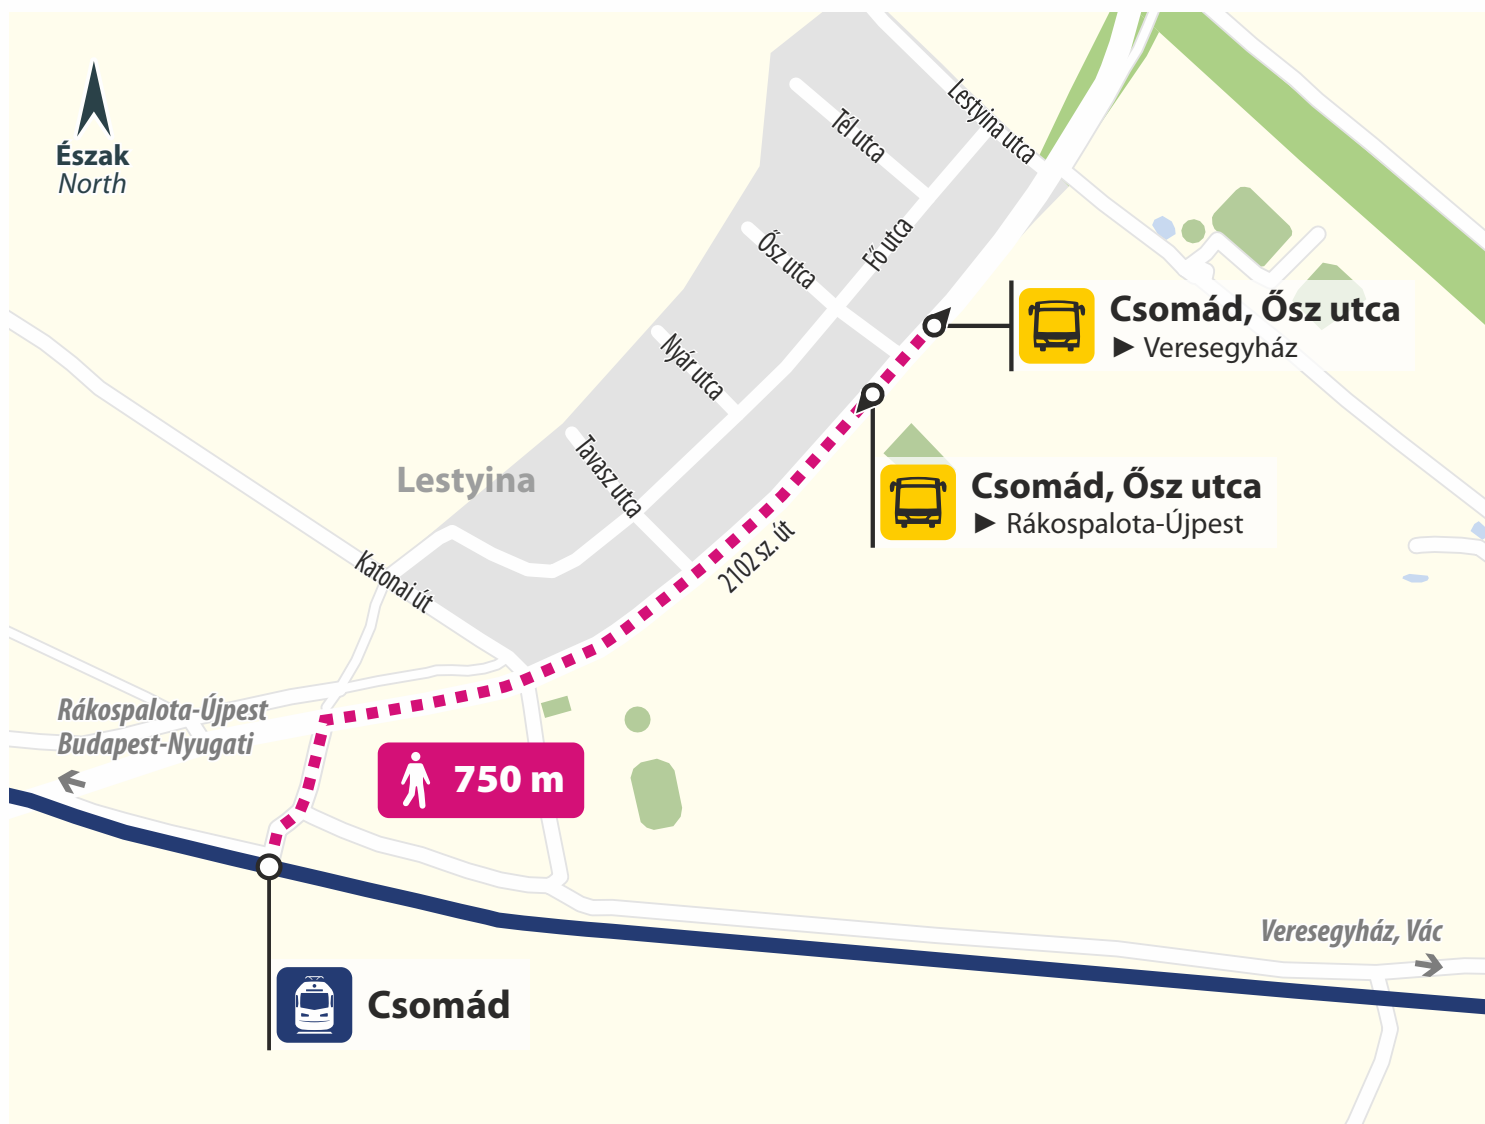 Észak
North
Lestyina utca
Tél utca
Fő utca
Ősz utca
Nyár utca
Tavasz utca
Csomád, Ősz utca
► Veresegyház
Csomád, Ősz utca
► Rákospalota-Újpest
Lestyina
2102 sz. út
Katonai út
Rákospalota-Újpest
Budapest-Nyugati
750 m
Veresegyház, Vác
Csomád